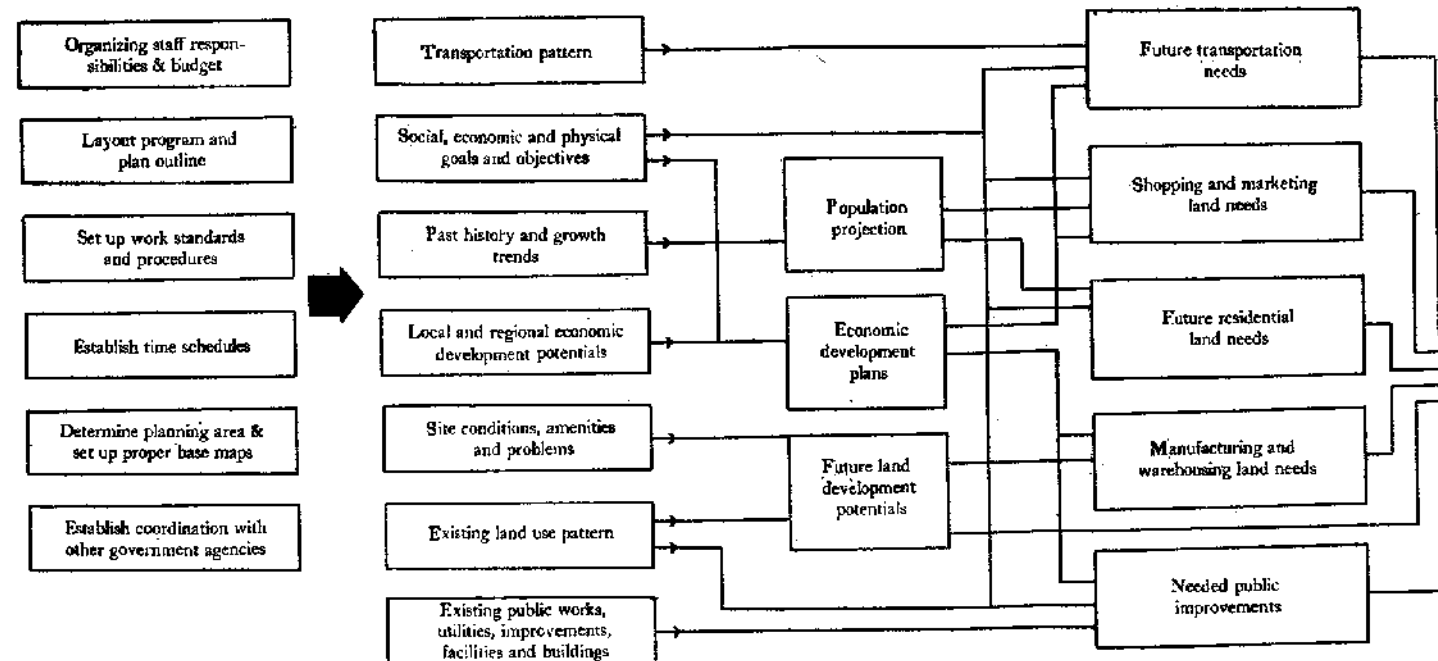 Organizing staff respon-
sibilities & budget
Layout program and
plan outline
Set up work standards
and procedures
Establish time schedules
Determine planning area &
set up proper base maps
Establish coordination with
other government agencies
Transportation pattern
Social, economic and physical
goals and objectives
Past history and growth
trends
Local and regional economic
development potentials
Site conditions, amenities
and problems
Existing land use pattern
Existing public works,
utilities, improvements,
facilities and buildings
Population
projection
Economic
development
plans
Future land
development
potentials
Future transportation
needs
Shopping and marketing
land needs
Future residential
land needs
Manufacturing and
warehousing land needs
Needed public
improvements